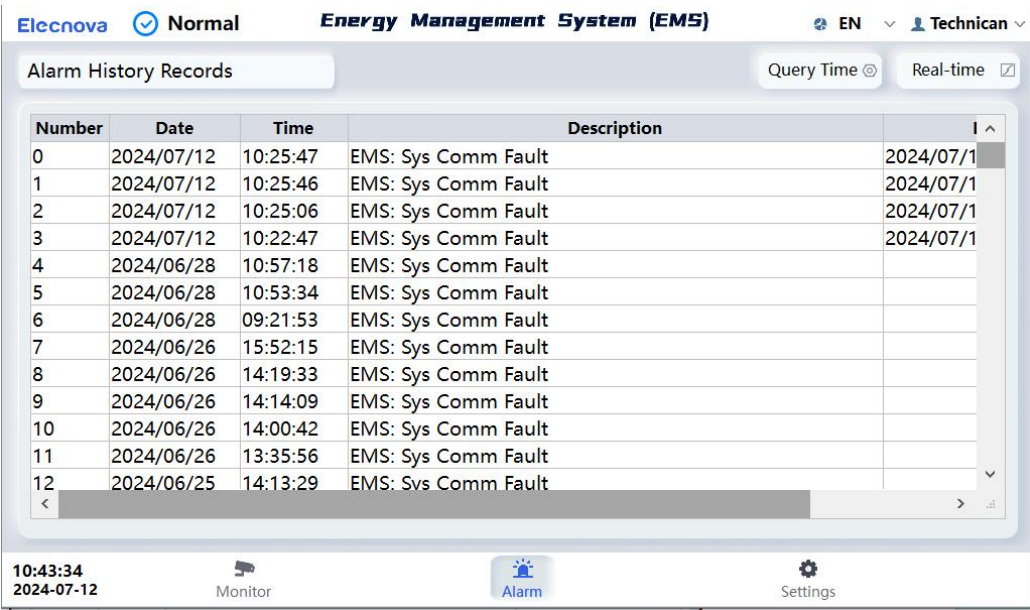 Elecnova Normal Energy Management System (EMS) EN Technican
Alarm History Records Query Time Real-time
Number Date Time Description
0 2024/07/12 10:25:47 EMS: Sys Comm Fault 2024/07/1
1 2024/07/12 10:25:46 EMS: Sys Comm Fault 2024/07/1
2 2024/07/12 10:25:06 EMS: Sys Comm Fault 2024/07/1
3 2024/07/12 10:22:47 EMS: Sys Comm Fault 2024/07/1
4 2024/06/28 10:57:18 EMS: Sys Comm Fault
5 2024/06/28 10:53:34 EMS: Sys Comm Fault
6 2024/06/28 09:21:53 EMS: Sys Comm Fault
7 2024/06/26 15:52:15 EMS: Sys Comm Fault
8 2024/06/26 14:19:33 EMS: Sys Comm Fault
9 2024/06/26 14:14:09 EMS: Sys Comm Fault
10 2024/06/26 14:00:42 EMS: Sys Comm Fault
11 2024/06/26 13:35:56 EMS: Sys Comm Fault
12 2024/06/25 14:13:29 EMS: Sys Comm Fault
10:43:34
2024-07-12 Monitor Alarm Settings